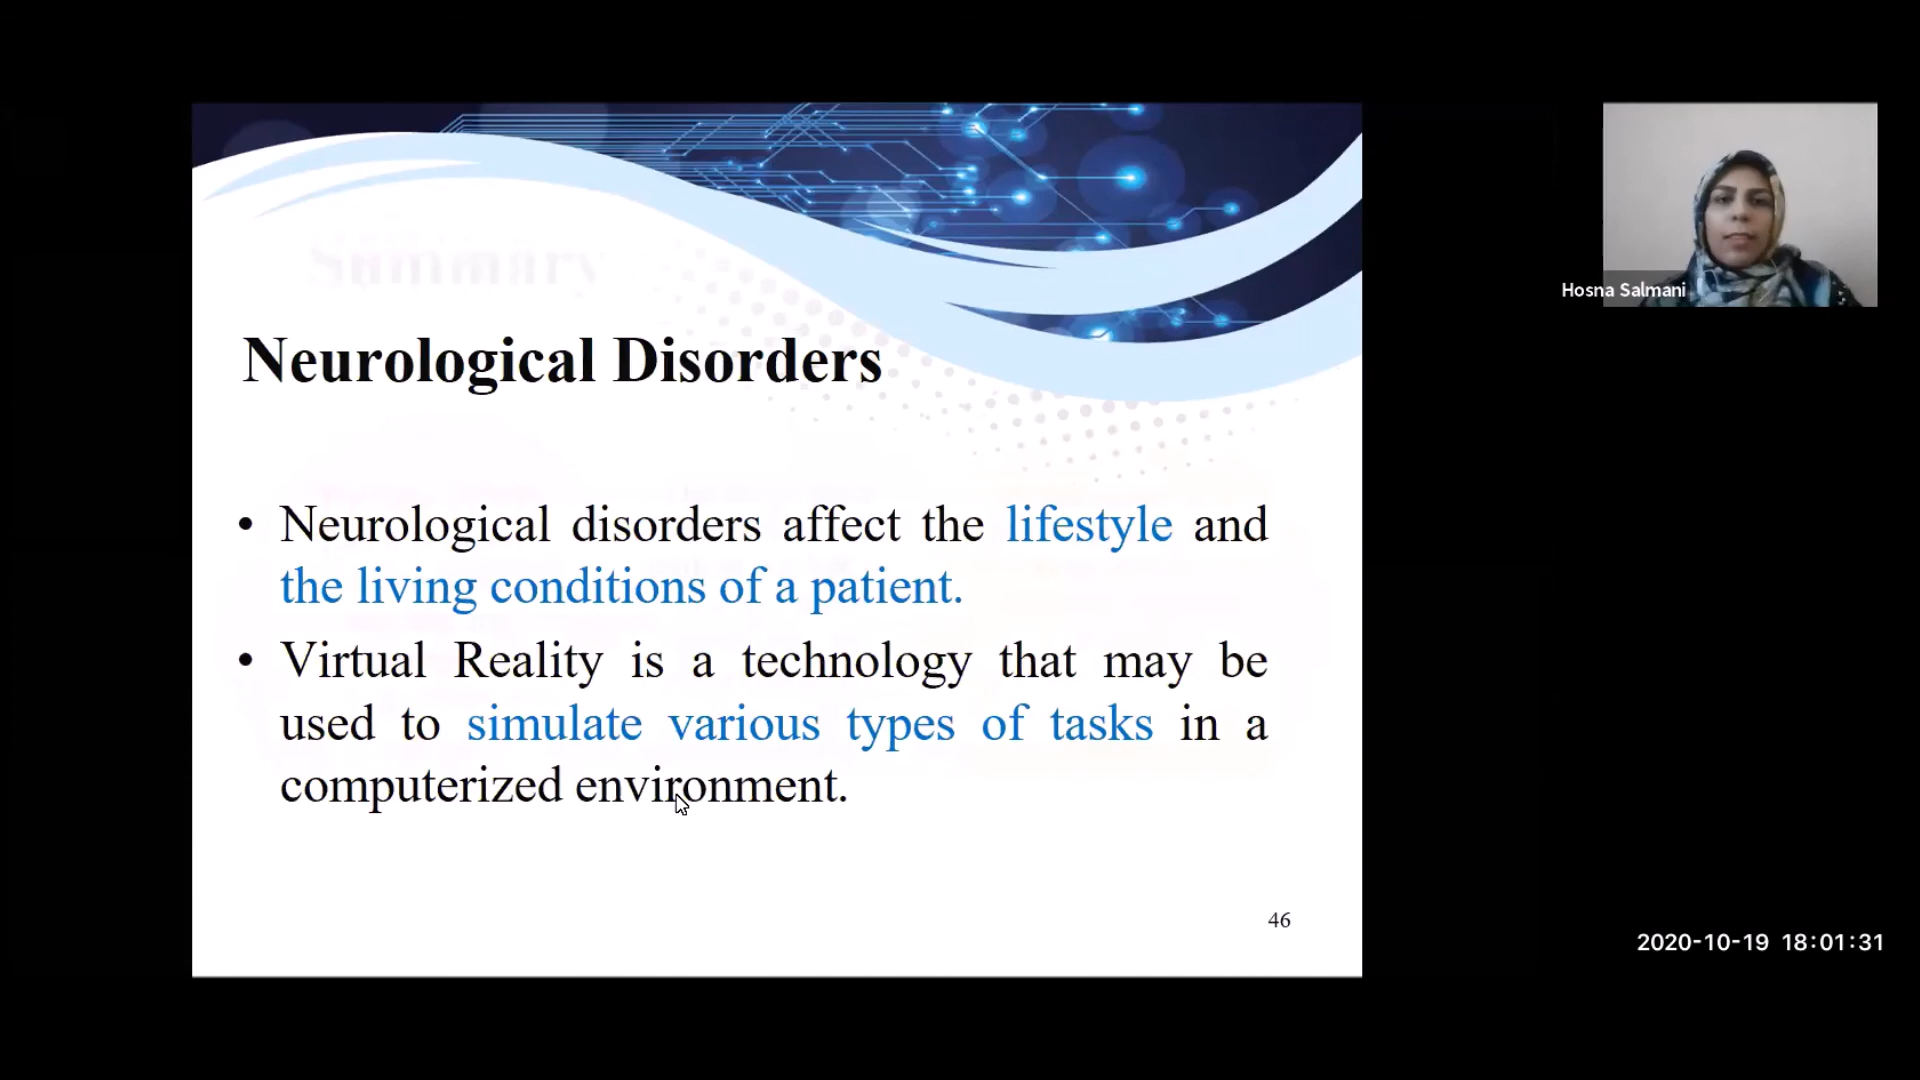 Summary
Neurological Disorders
• Neurological disorders affect the lifestyle and
the living conditions of a patient.
• Virtual Reality is a technology that may be
used to simulate various types of tasks in a
computerized environment.
46
Hosna Salmani
2020-10-19 18:01:31